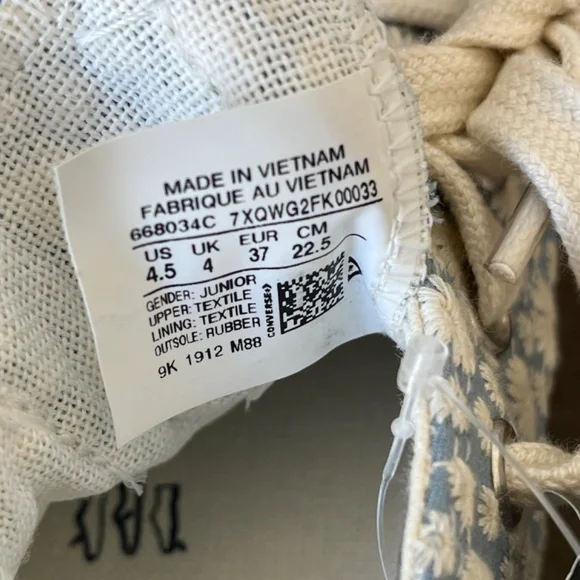 MADE IN VIETNAM
FABRIQUE AU VIETNAM
668034C 7XQWG2FK00033
US UK EUR CM
4.5 4 37 22.5
GENDER: JUNIOR
UPPER: TEXTILE
LINING: TEXTILE
OUTSOLE: RUBBER
CONVERSE
9K 1912 M88